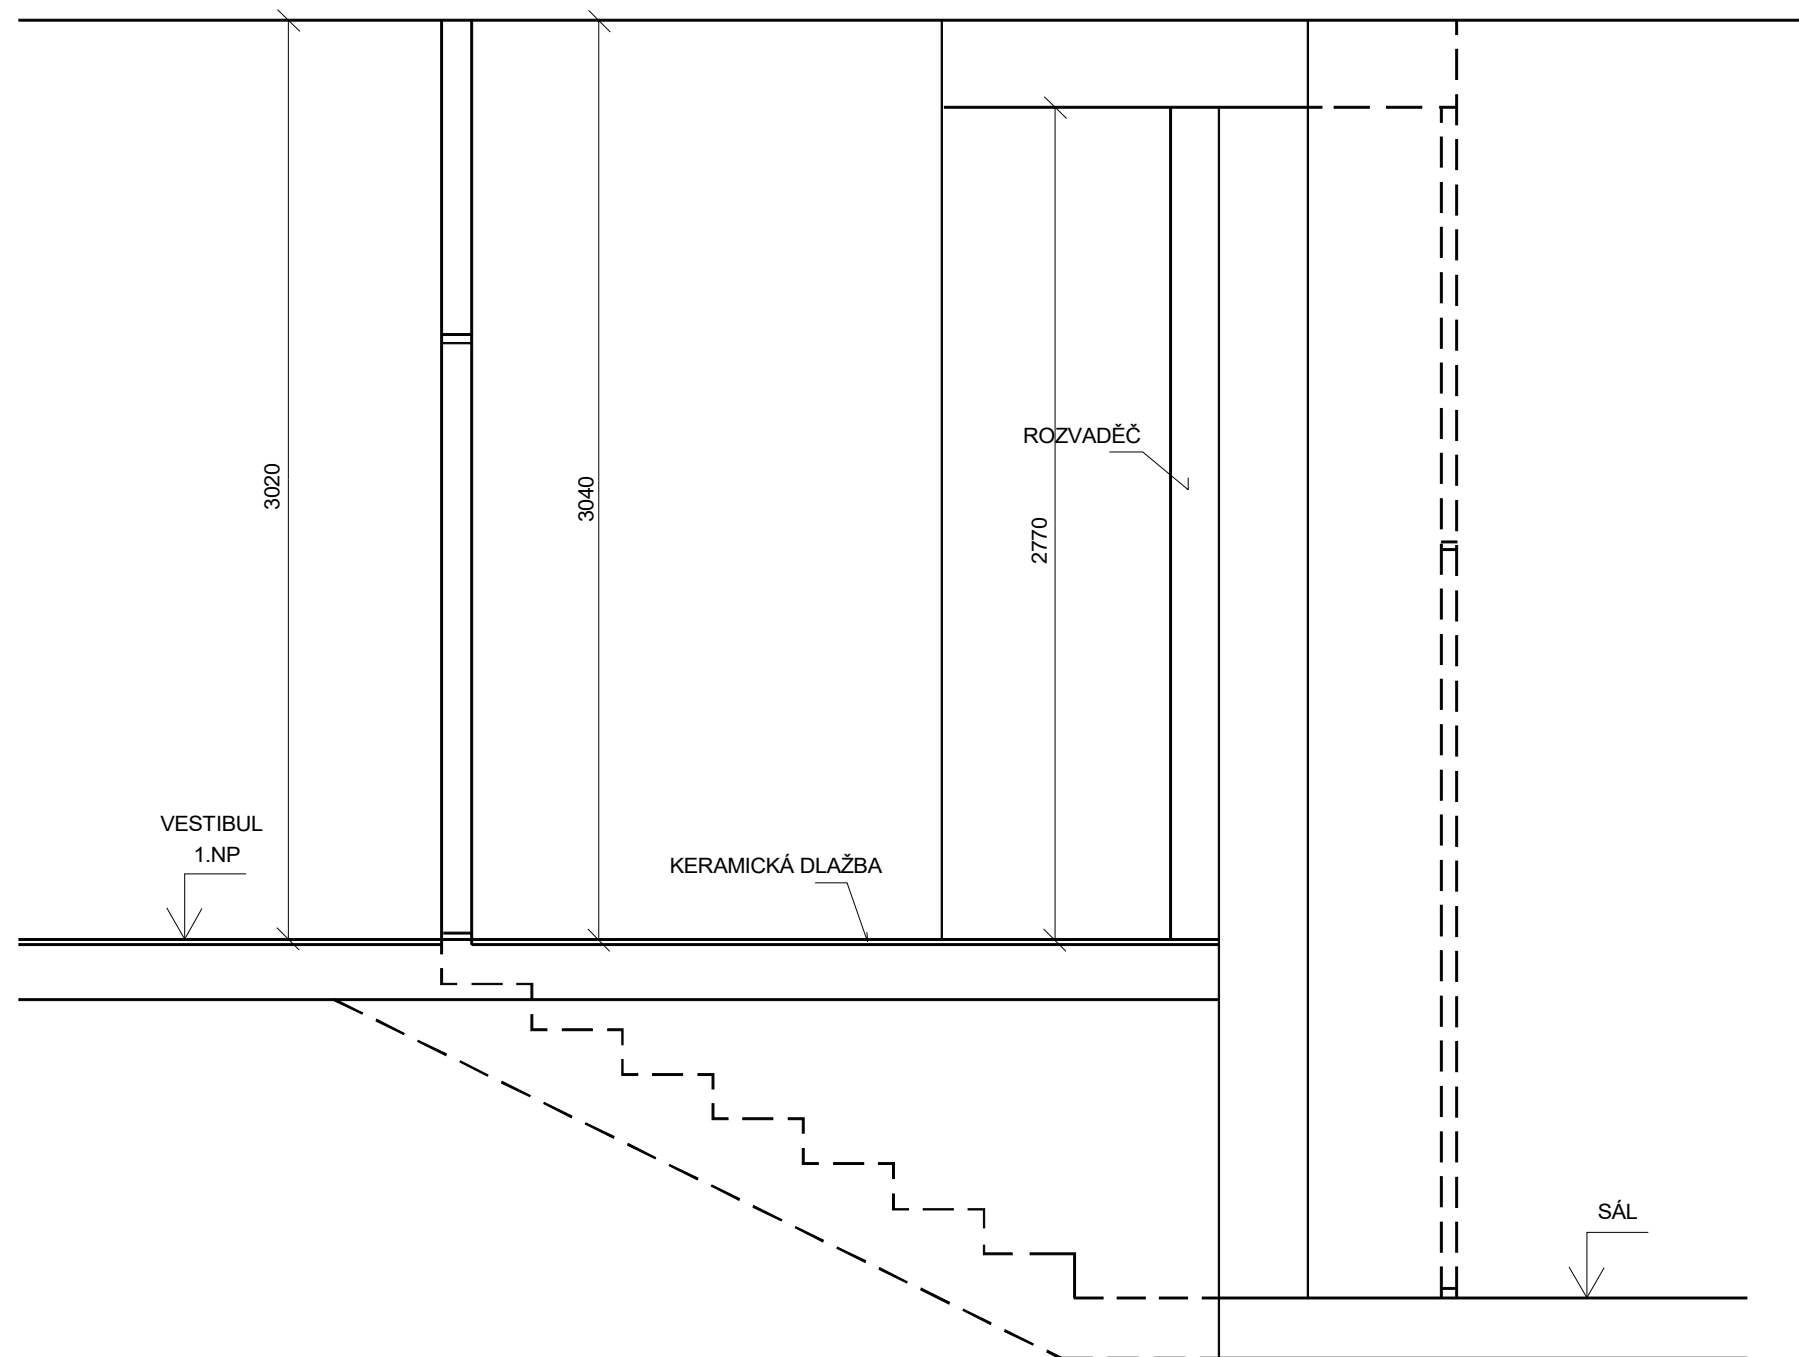 ROZVADĚČ
3020
3040
2770
VESTIBUL
1.NP
KERAMICKÁ DLAŽBA
SÁL